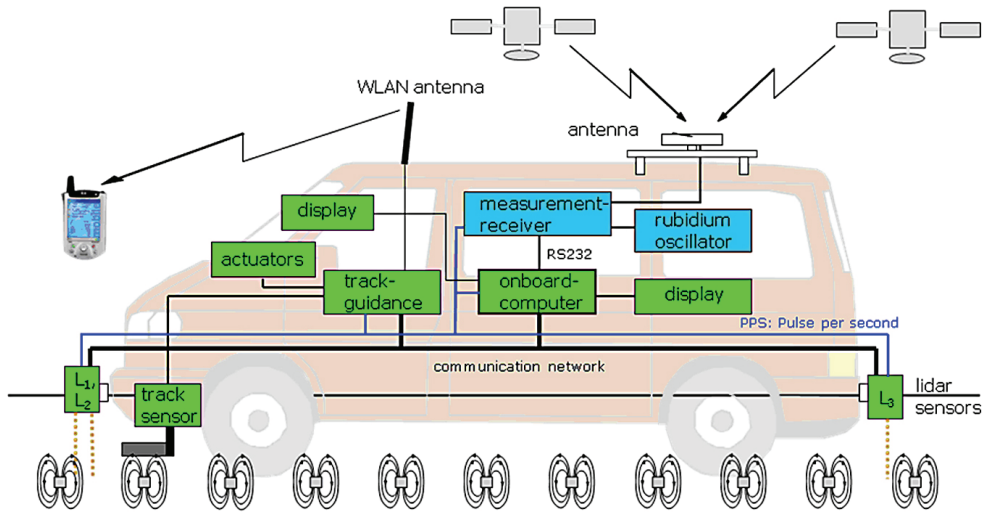 WLAN antenna
antenna
display
measurement-
receiver
rubidium
oscillator
actuators
RS232
track-
guidance
onboard-
computer
display
PPS: Pulse per second
communication network
L1,
L2
track
sensor
L3
lidar
sensors